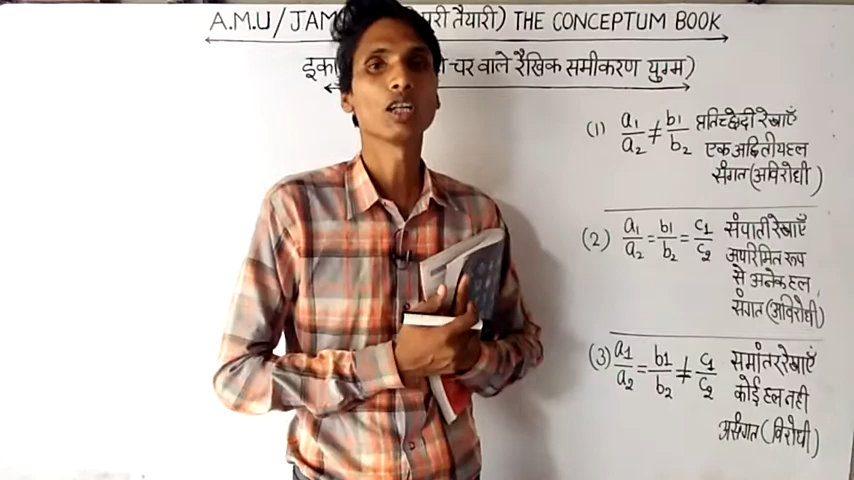 A.M.U/JAM री तैयारी) THE CONCEPTUM BOOK
चर वाले रैखिक समीकरण युग्म)
(1) a1/a2 ≠ b1/b2 प्रतिच्छेदी रेखाएँ
एक अद्वितीय हल
संगत (अविरोधी)
(2) a1/a2 = b1/b2 = c1/c2 संपाती रेखाएँ
अपरिमित रूप
से अनेक हल,
संगत (अविरोधी)
(3) a1/a2 = b1/b2 ≠ c1/c2 समांतर रेखाएँ
कोई हल नही
असंगत (विरोधी)